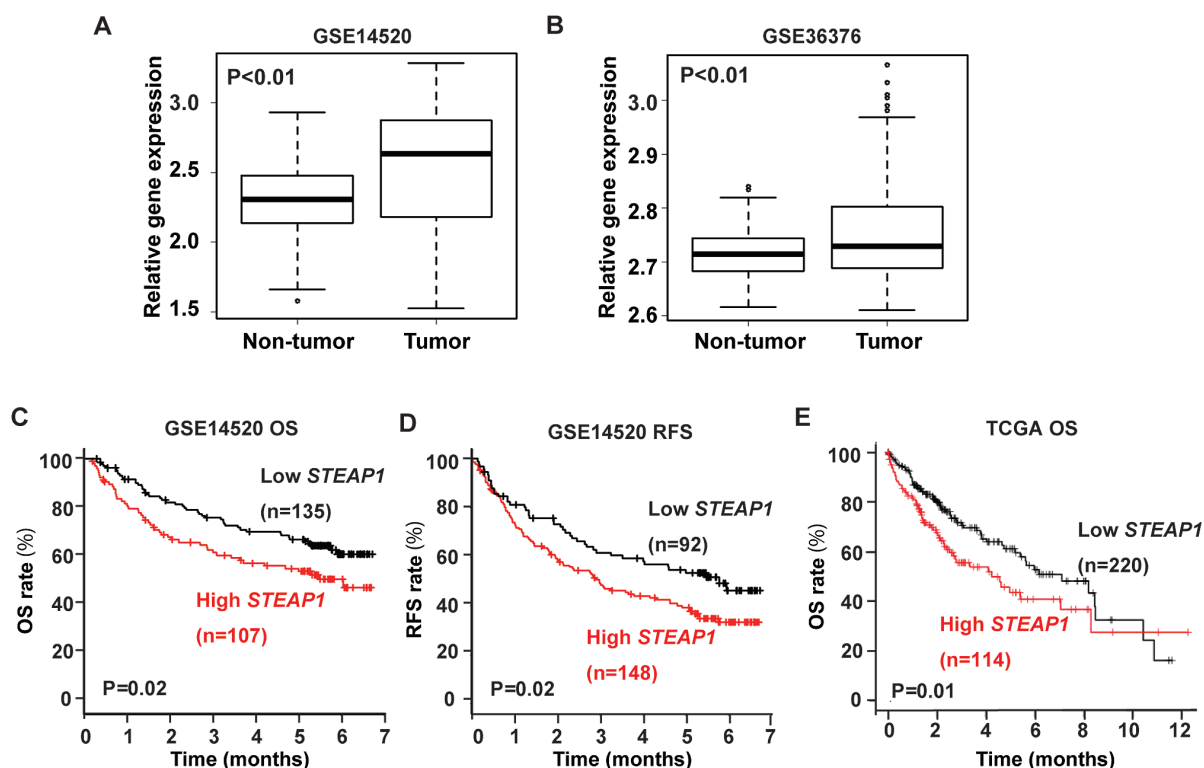 A
GSE14520
P<0.01
Relative gene expression
3.0
2.5
2.0
1.5
Non-tumor
Tumor
B
GSE36376
P<0.01
Relative gene expression
3.0
2.9
2.8
2.7
2.6
Non-tumor
Tumor
C
GSE14520 OS
OS rate (%)
100
80
60
40
20
0
Low STEAP1
(n=135)
High STEAP1
(n=107)
P=0.02
0 1 2 3 4 5 6 7
Time (months)
D
GSE14520 RFS
RFS rate (%)
100
80
60
40
20
0
Low STEAP1
(n=92)
High STEAP1
(n=148)
P=0.02
0 1 2 3 4 5 6 7
Time (months)
E
TCGA OS
OS rate (%)
100
80
60
40
20
0
Low STEAP1
(n=220)
High STEAP1
(n=114)
P=0.01
0 2 4 6 8 10 12
Time (months)